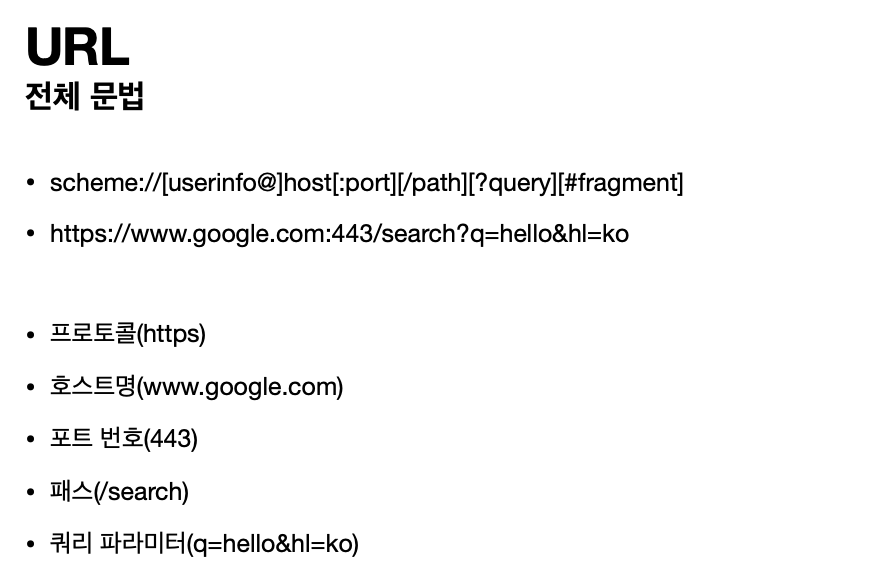 URL
전체 문법
• scheme://[userinfo@]host[:port][/path][?query][#fragment]
• https://www.google.com:443/search?q=hello&hl=ko
• 프로토콜(https)
• 호스트명(www.google.com)
• 포트 번호(443)
• 패스(/search)
• 쿼리 파라미터(q=hello&hl=ko)